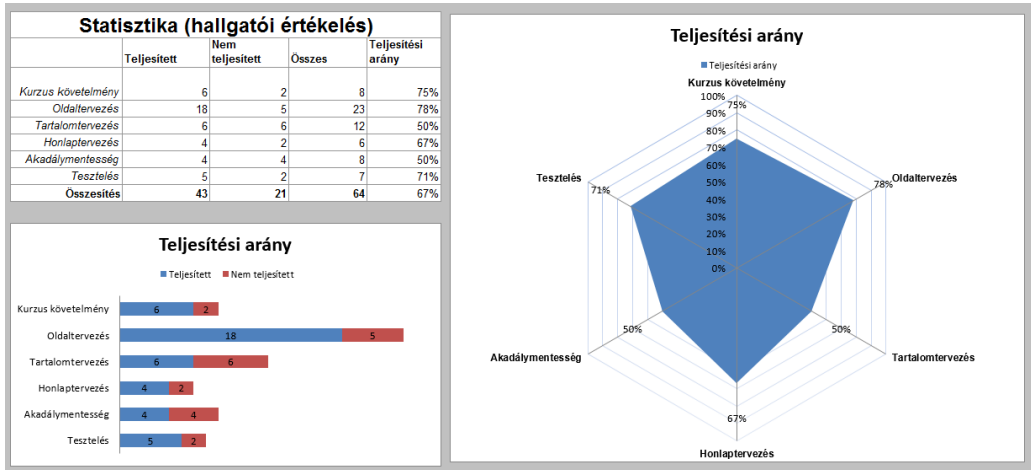 Statisztika (hallgatói értékelés)
Teljesített Nem teljesített Összes Teljesítési arány
Kurzus követelmény 6 2 8 75%
Oldaltervezés 18 5 23 78%
Tartalomtervezés 6 6 12 50%
Honlaptervezés 4 2 6 67%
Akadálymentesség 4 4 8 50%
Tesztelés 5 2 7 71%
Összesítés 43 21 64 67%
Teljesítési arány
Teljesített Nem teljesített
Kurzus követelmény 6 2
Oldaltervezés 18 5
Tartalomtervezés 6 6
Honlaptervezés 4 2
Akadálymentesség 4 4
Tesztelés 5 2
Teljesítési arány
Teljesítési arány
Kurzus követelmény
100%
75%
90%
80%
70%
60%
50%
40%
30%
20%
10%
0%
Tesztelés
71%
78%
Oldaltervezés
50%
50%
Akadálymentesség
Tartalomtervezés
67%
Honlaptervezés